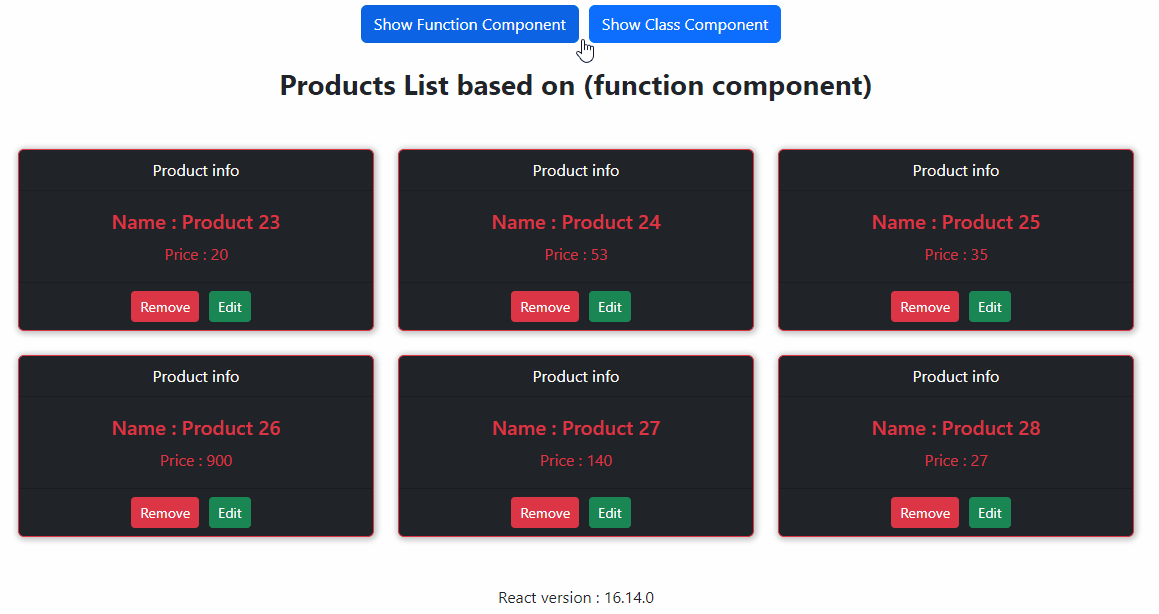 Show Function Component Show Class Component
Products List based on (function component)
Product info Product info Product info
Name : Product 23 Name : Product 24 Name : Product 25
Price : 20 Price : 53 Price : 35
Remove Edit Remove Edit Remove Edit
Product info Product info Product info
Name : Product 26 Name : Product 27 Name : Product 28
Price : 900 Price : 140 Price : 27
Remove Edit Remove Edit Remove Edit
React version : 16.14.0